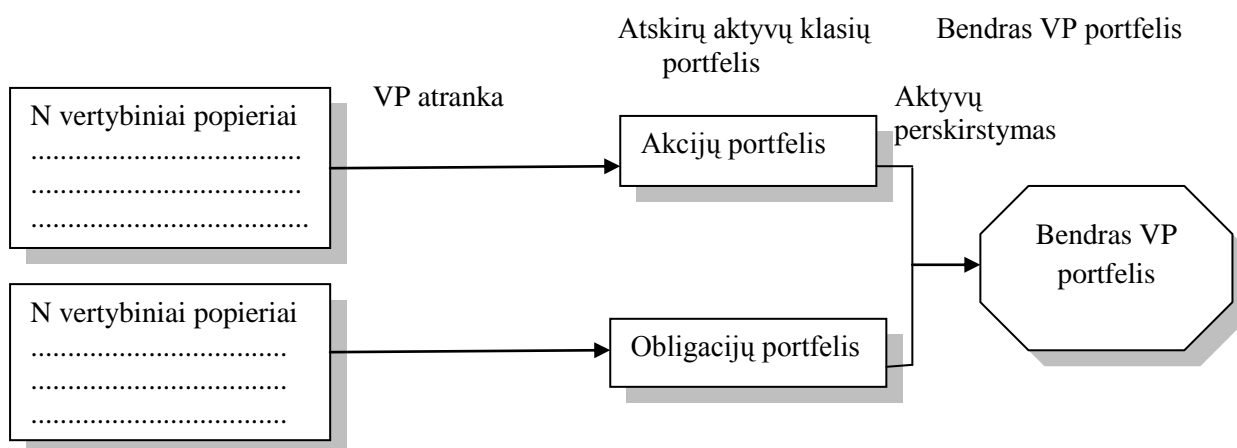 Atskirų aktyvų klasių
portfelis
Bendras VP portfelis
VP atranka
Aktyvų
perskirstymas
N vertybiniai popieriai
....................................
....................................
.....................................
Akcijų portfelis
Bendras VP
portfelis
N vertybiniai popieriai
..................................
..................................
..................................
Obligacijų portfelis